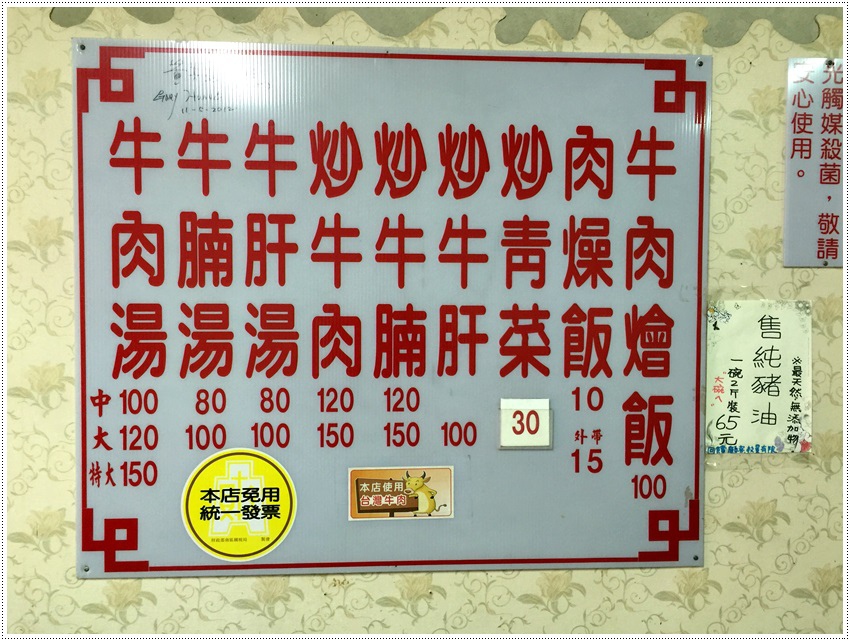 牛肉湯
牛腩湯
牛肝湯
炒牛肉
炒牛腩
炒牛肝
炒青菜
肉燥飯
牛肉燴飯
中 100 80 80 120 120 10
大 120 100 100 150 150 100 30 外帶 15
特大 150
100
本店免用
統一發票
本店使用
台灣牛肉
11-5-2012
光觸媒殺菌，敬請
安心使用。
※最天然無添加物
售純豬油
一碗2斤裝
"大碗"
65元